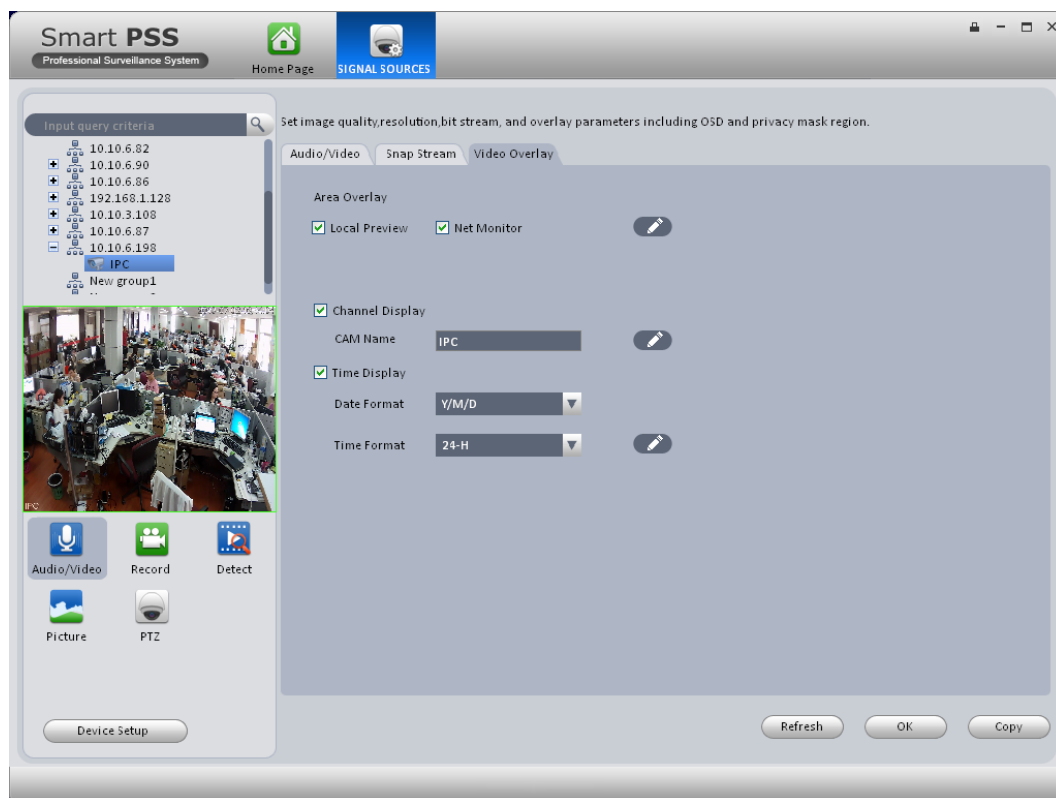 Smart PSS
Professional Surveillance System
Home Page
SIGNAL SOURCES
Input query criteria
10.10.6.82
10.10.6.90
10.10.6.86
192.168.1.128
10.10.3.108
10.10.6.87
10.10.6.198
IPC
New group1
IPC
Audio/Video
Record
Detect
Picture
PTZ
Device Setup
Set image quality,resolution,bit stream, and overlay parameters including OSD and privacy mask region.
Audio/Video Snap Stream Video Overlay
Area Overlay
Local Preview Net Monitor
Channel Display
CAM Name IPC
Time Display
Date Format Y/M/D
Time Format 24-H
Refresh OK Copy